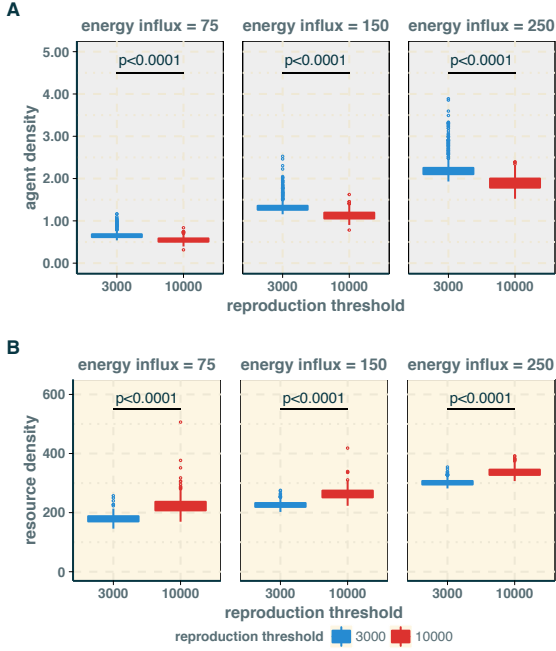 A
energy influx = 75 energy influx = 150 energy influx = 250
5.00
p<0.0001 p<0.0001 p<0.0001
4.00
3.00
2.00
1.00
0.00
agent density
3000 10000 3000 10000 3000 10000
reproduction threshold
B
energy influx = 75 energy influx = 150 energy influx = 250
600
p<0.0001 p<0.0001 p<0.0001
400
200
0
resource density
3000 10000 3000 10000 3000 10000
reproduction threshold
reproduction threshold 3000 10000